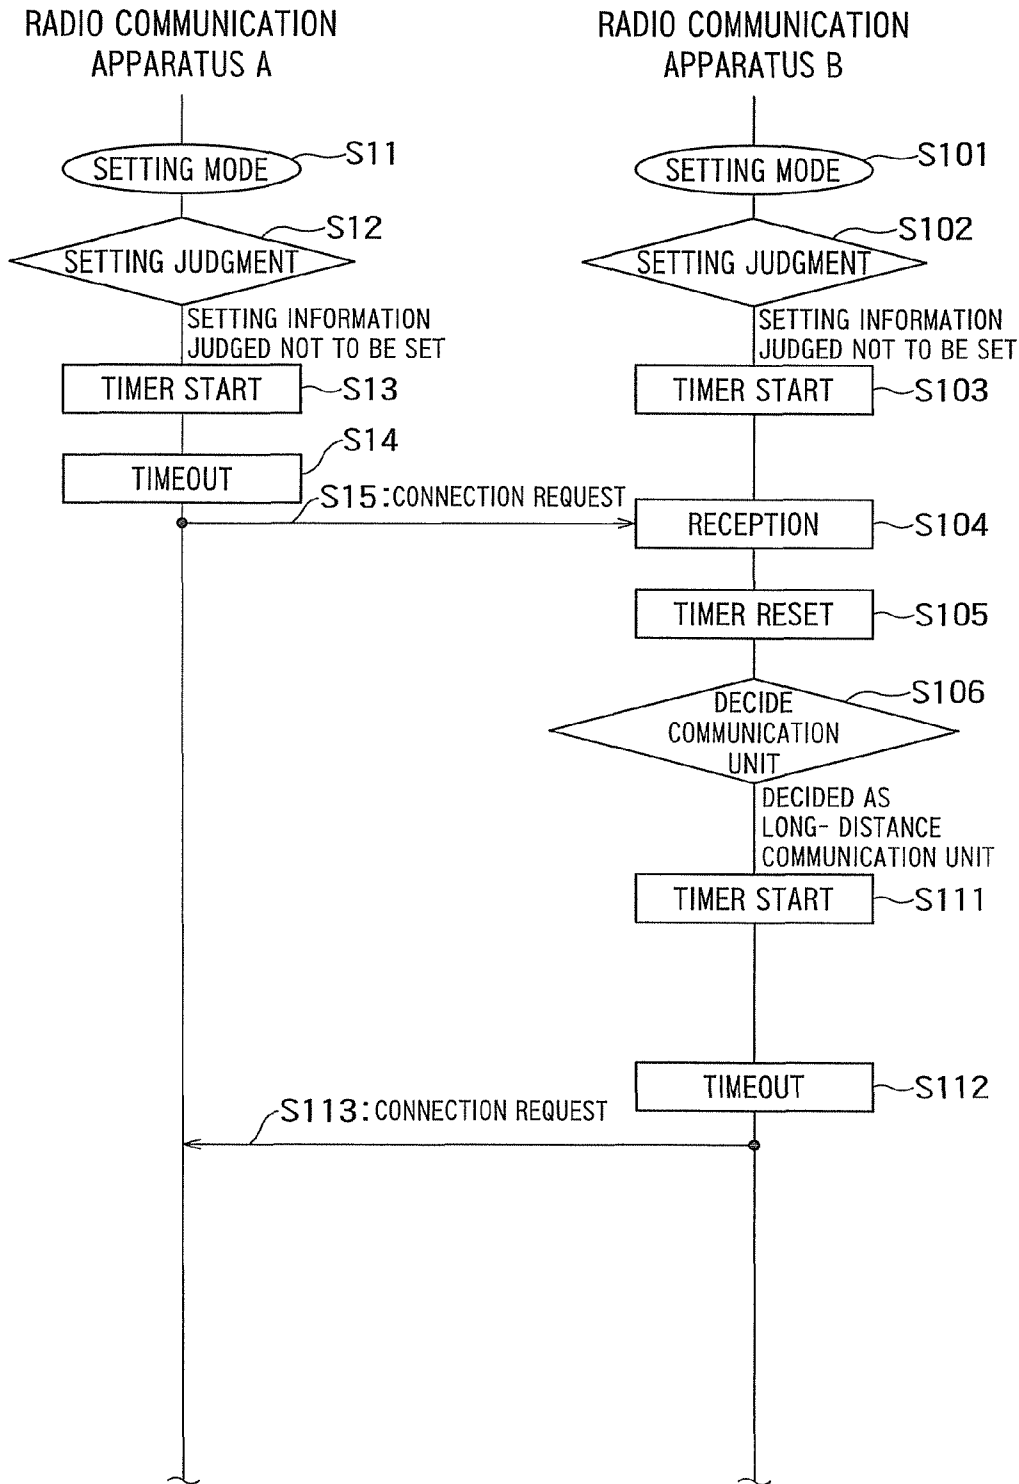 RADIO COMMUNICATION
APPARATUS A
RADIO COMMUNICATION
APPARATUS B
SETTING MODE
S11
SETTING MODE
S101
SETTING JUDGMENT
S12
SETTING JUDGMENT
S102
SETTING INFORMATION
JUDGED NOT TO BE SET
SETTING INFORMATION
JUDGED NOT TO BE SET
TIMER START
S13
TIMER START
S103
TIMEOUT
S14
S15:CONNECTION REQUEST
RECEPTION
S104
TIMER RESET
S105
DECIDE
COMMUNICATION
UNIT
S106
DECIDED AS
LONG- DISTANCE
COMMUNICATION UNIT
TIMER START
S111
TIMEOUT
S112
S113:CONNECTION REQUEST